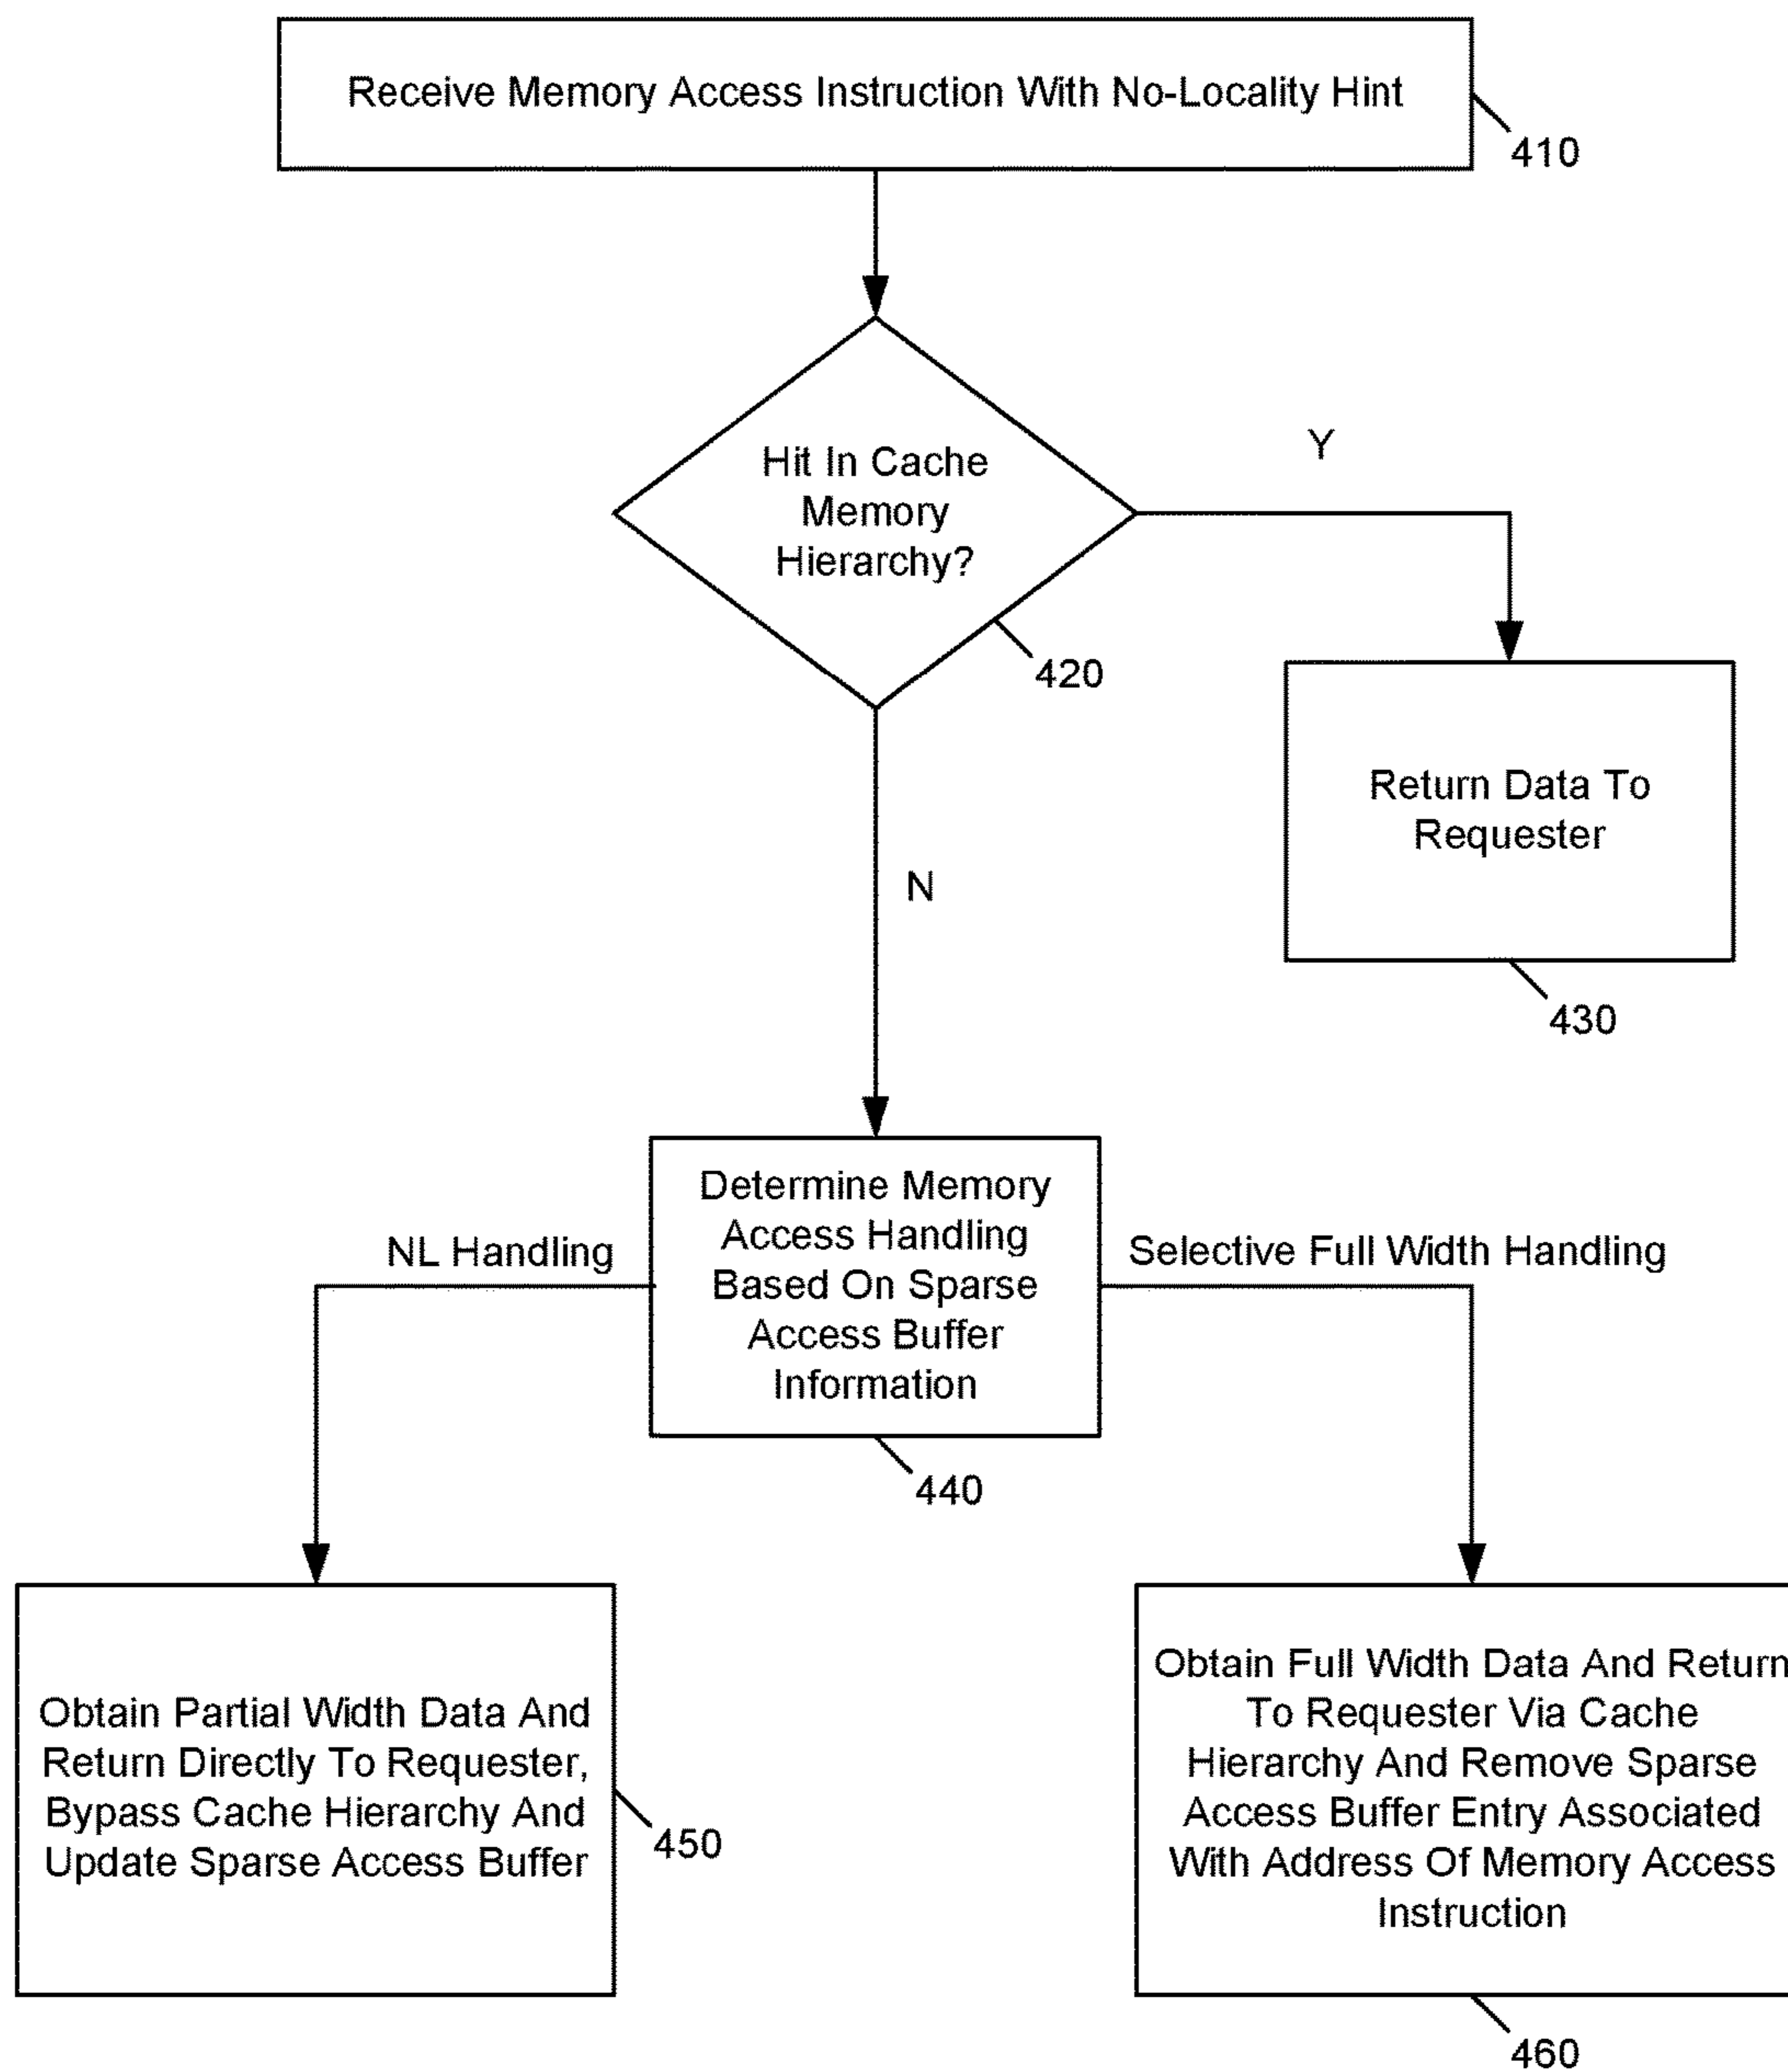 Receive Memory Access Instruction With No-Locality Hint
410
Hit In Cache
Memory
Hierarchy?
Y
420
Return Data To
Requester
N
430
Determine Memory
Access Handling
Based On Sparse
Access Buffer
Information
NL Handling
Selective Full Width Handling
440
Obtain Partial Width Data And
Return Directly To Requester,
Bypass Cache Hierarchy And
Update Sparse Access Buffer
450
Obtain Full Width Data And Return
To Requester Via Cache
Hierarchy And Remove Sparse
Access Buffer Entry Associated
With Address Of Memory Access
Instruction
460